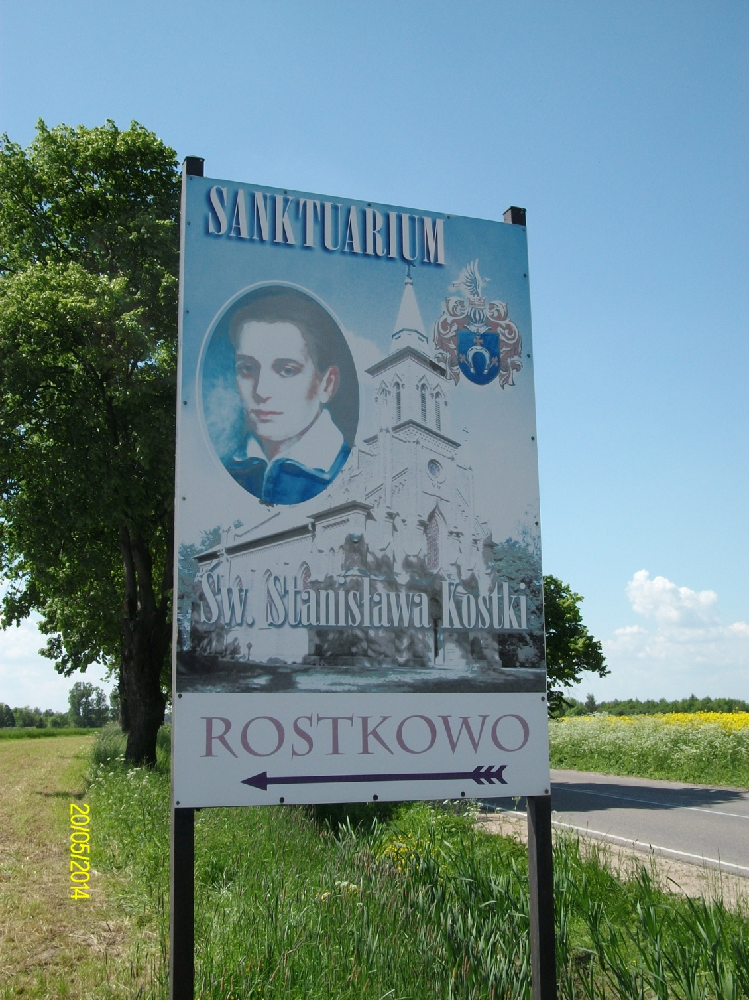 SANKTUARIUM
Św. Stanisława Kostki
ROSTKOWO
20/05/2014